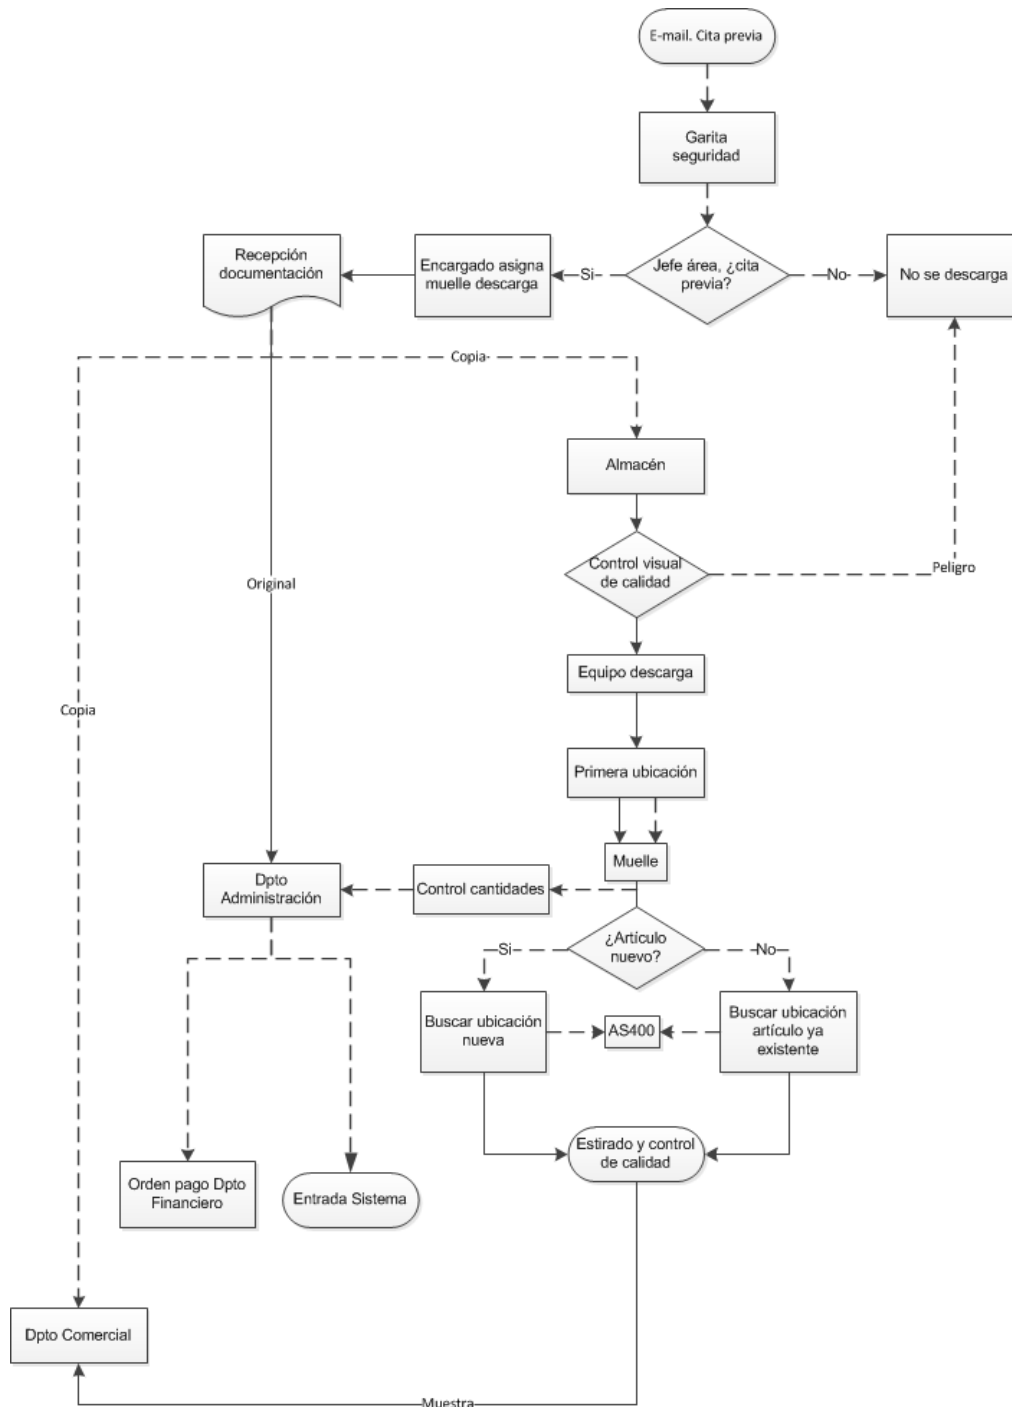 E-mail. Cita previa
Garita
seguridad
Recepción
documentación
Encargado asigna
muelle descarga
Si
Jefe área, ¿cita
previa?
No
No se descarga
Copia
Almacén
Control visual
de calidad
Peligro
Original
Equipo descarga
Copia
Primera ubicación
Muelle
Dpto
Administración
Control cantidades
¿Artículo
nuevo?
Si
No
Buscar ubicación
nueva
AS400
Buscar ubicación
artículo ya
existente
Estirado y control
de calidad
Orden pago Dpto
Financiero
Entrada Sistema
Dpto Comercial
Muestra